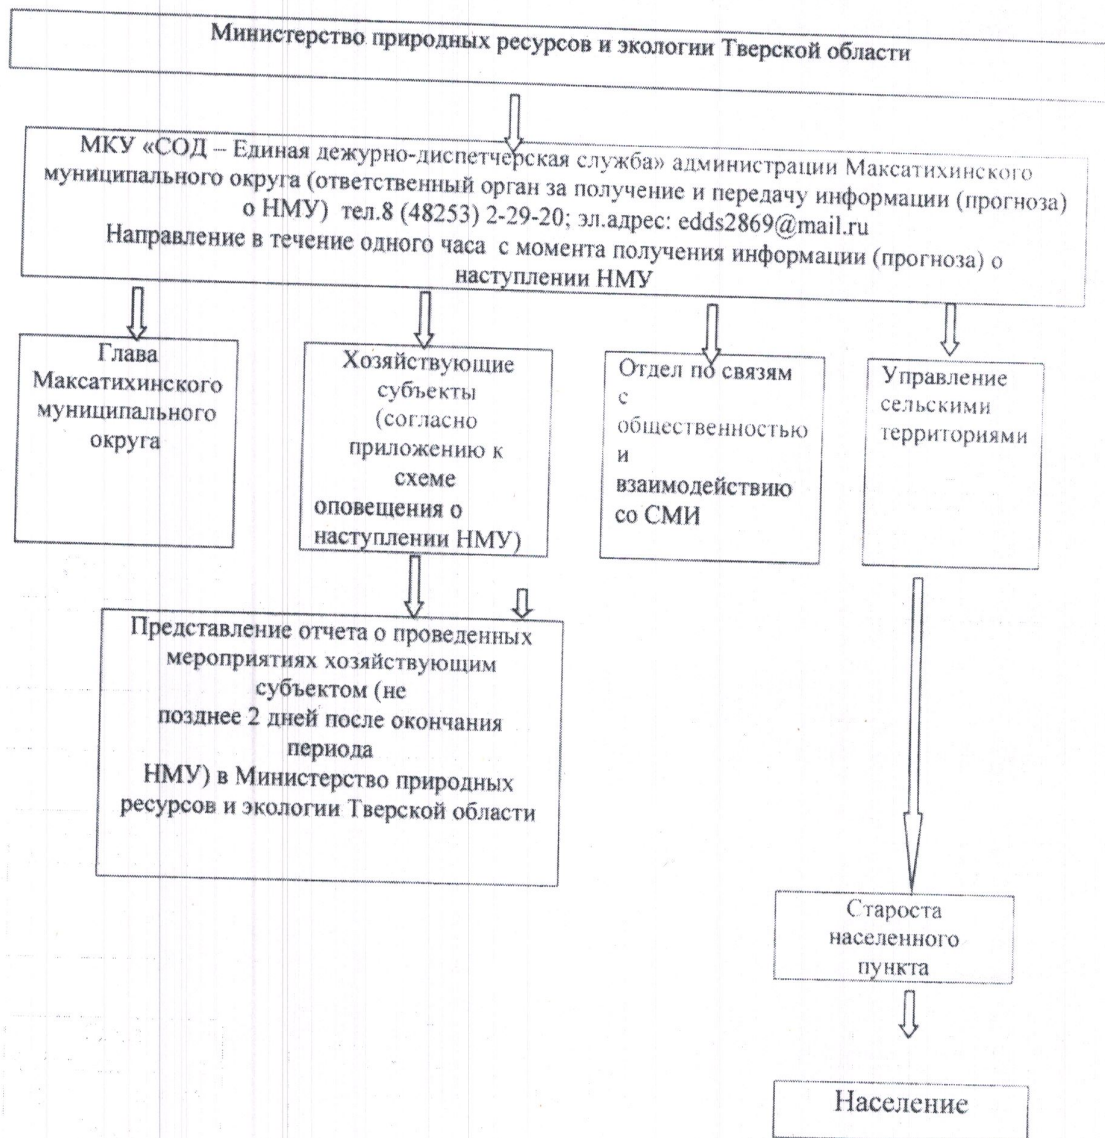 Министерство природных ресурсов и экологии Тверской области
МКУ «СОД – Единая дежурно-диспетчерская служба» администрации Максатихинского
муниципального округа (ответственный орган за получение и передачу информации (прогноза)
о НМУ) тел.8 (48253) 2-29-20; эл.адрес: edds2869@mail.ru
Направление в течение одного часа с момента получения информации (прогноза) о
наступлении НМУ
Глава
Максатихинского
муниципального
округа
Хозяйствующие
субъекты
(согласно
приложению к
схеме
оповещения о
наступлении НМУ)
Отдел по связям
с
общественностью
и
взаимодействию
со СМИ
Управление
сельскими
территориями
Представление отчета о проведенных
мероприятиях хозяйствующим
субъектом (не
позднее 2 дней после окончания
периода
НМУ) в Министерство природных
ресурсов и экологии Тверской области
Староста
населенного
пункта
Население